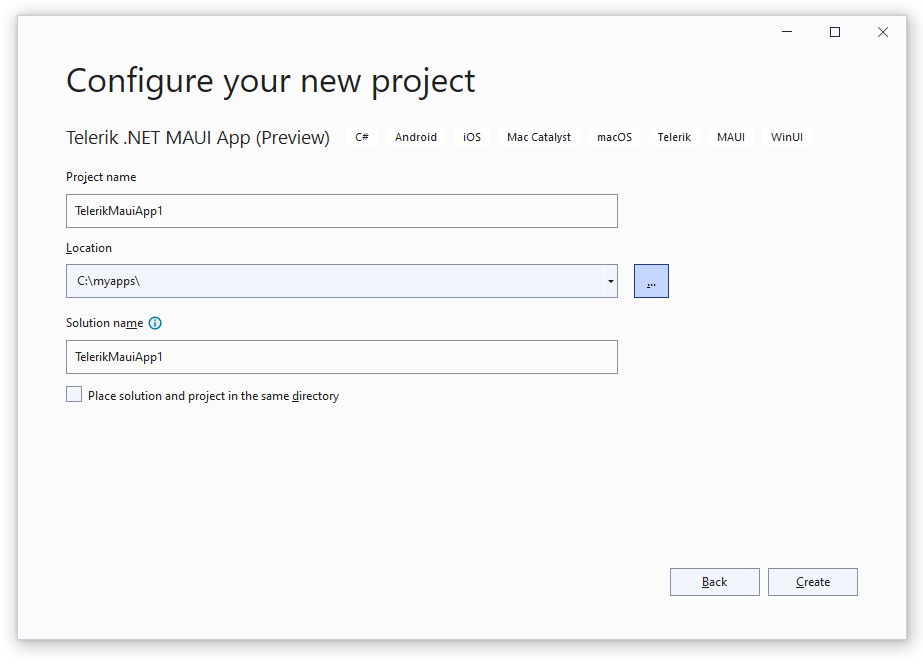 Configure your new project
Telerik .NET MAUI App (Preview) C# Android iOS Mac Catalyst macOS Telerik MAUI WinUI
Project name
TelerikMauiApp1
Location
C:\myapps\
...
Solution name
TelerikMauiApp1
Place solution and project in the same directory
Back Create